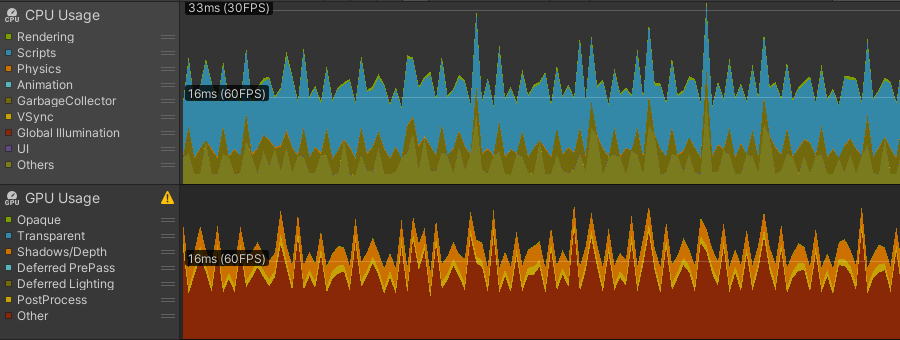 33ms (30FPS)
CPU
CPU Usage
Rendering
Scripts
Physics
Animation
GarbageCollector
VSync
Global Illumination
UI
Others
16ms (60FPS)
GPU
GPU Usage
Opaque
Transparent
Shadows/Depth
Deferred PrePass
Deferred Lighting
PostProcess
Other
16ms (60FPS)